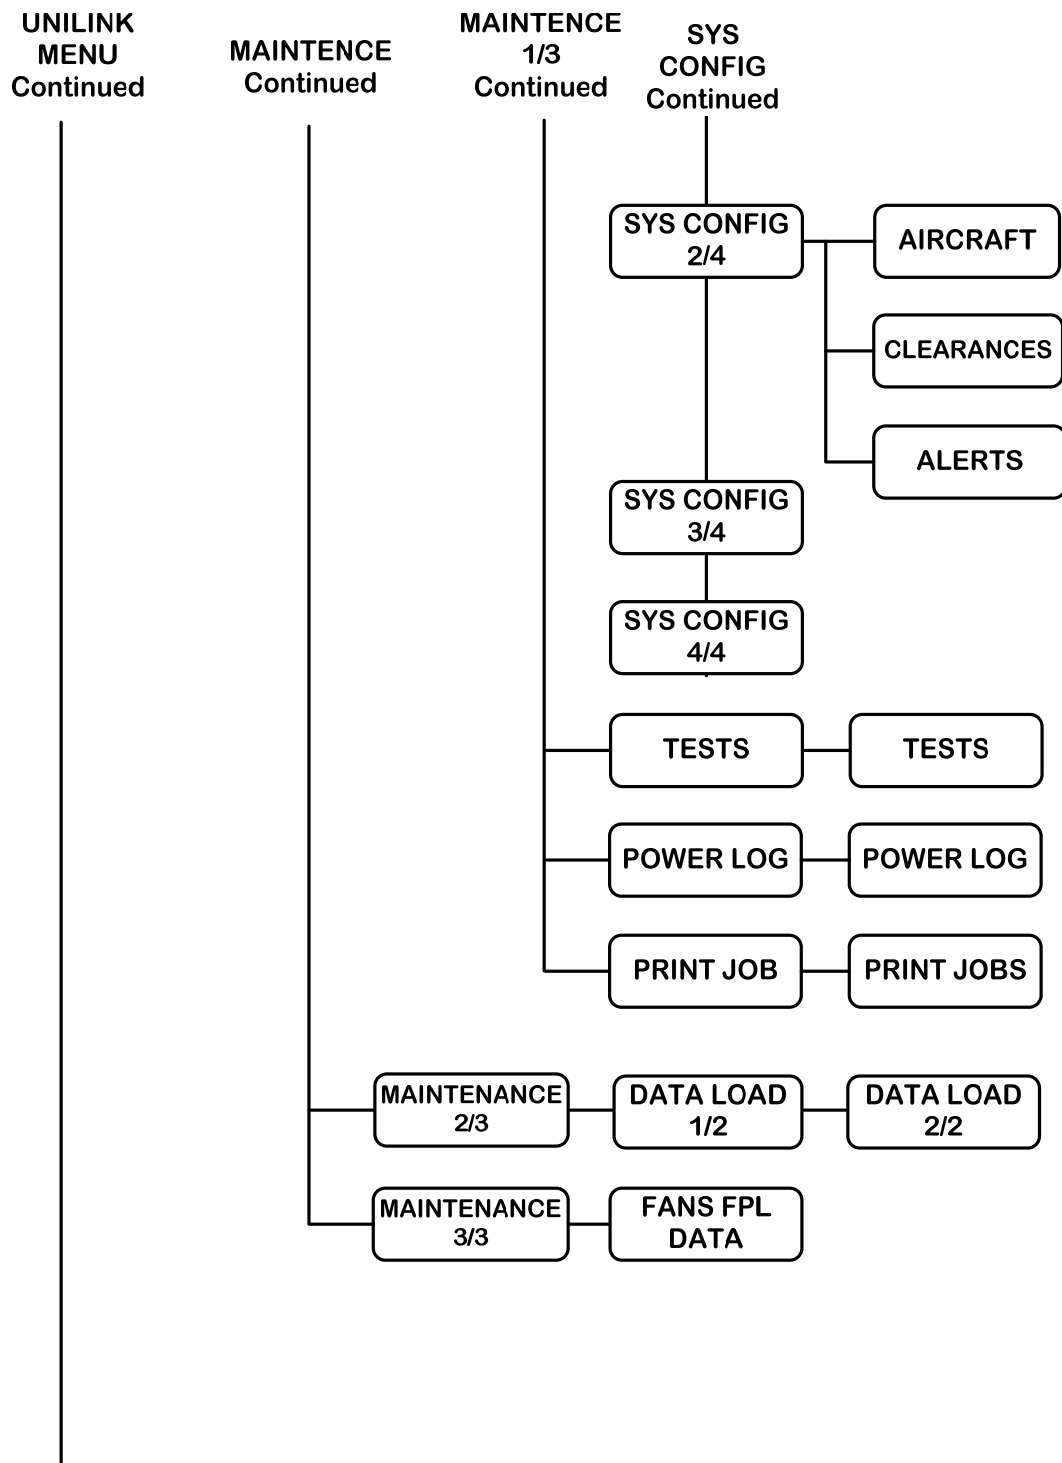 UNILINK
MENU
Continued
MAINTENCE
Continued
MAINTENCE
1/3
Continued
SYS
CONFIG
Continued
SYS CONFIG
2/4
AIRCRAFT
CLEARANCES
ALERTS
SYS CONFIG
3/4
SYS CONFIG
4/4
TESTS
TESTS
POWER LOG
POWER LOG
PRINT JOB
PRINT JOBS
MAINTENANCE
2/3
DATA LOAD
1/2
DATA LOAD
2/2
MAINTENANCE
3/3
FANS FPL
DATA